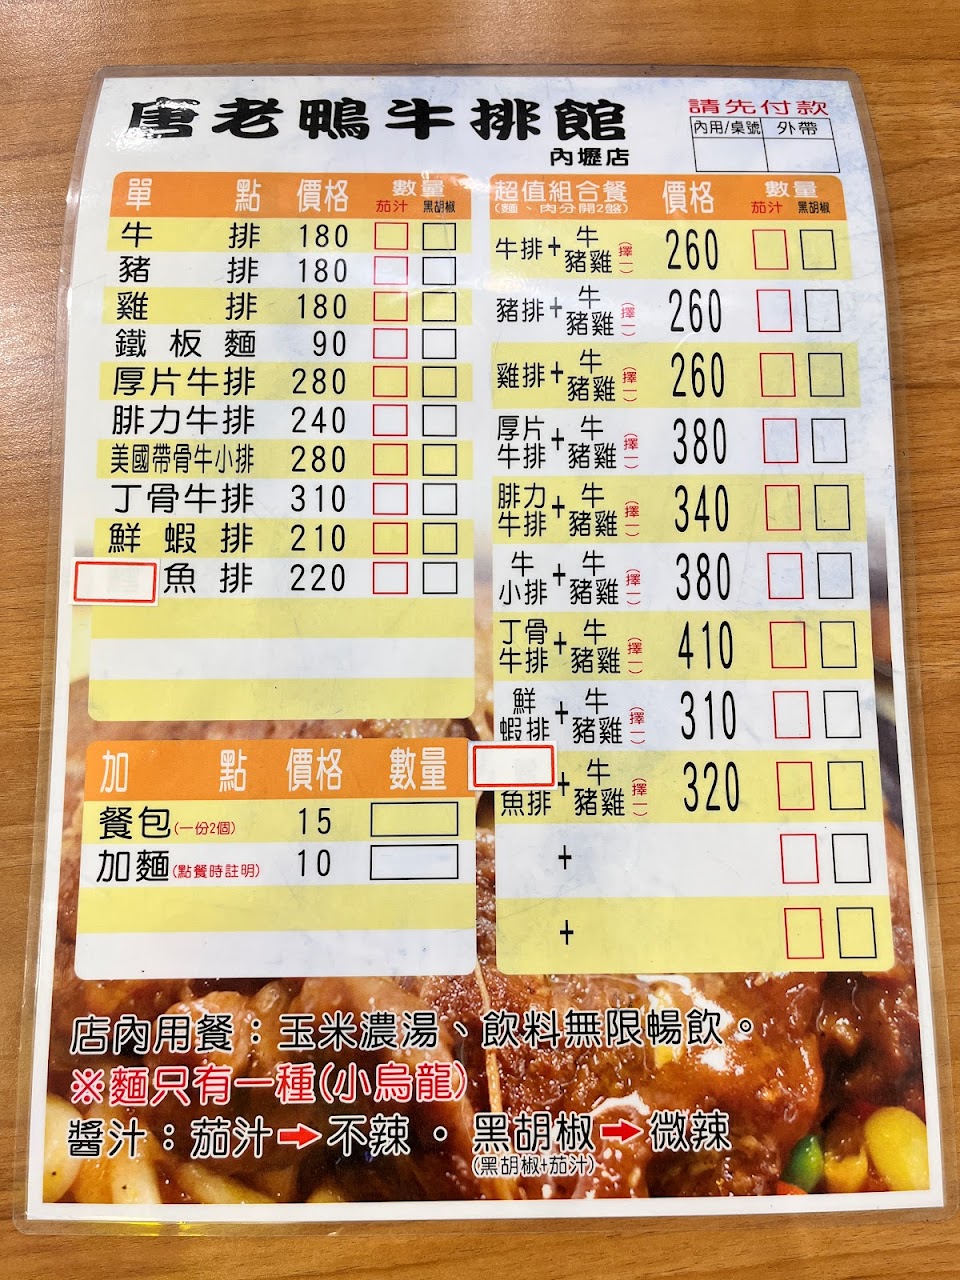 唐老鴨牛排館
內壢店
請先付款
內用/桌號 外帶
單 點 價格 數量
茄汁 黑胡椒
牛 排 180
豬 排 180
雞 排 180
鐵板麵 90
厚片牛排 280
腓力牛排 240
美國帶骨牛小排 280
丁骨牛排 310
鮮蝦排 210
魚排 220
加 點 價格 數量
餐包(一份2個) 15
加麵(點餐時註明) 10
超值組合餐 價格 數量
(麵、肉分開2盤) 茄汁 黑胡椒
牛排+牛豬雞(擇一) 260
豬排+牛豬雞(擇一) 260
雞排+牛豬雞(擇一) 260
厚片牛排+牛豬雞(擇一) 380
腓力牛排+牛豬雞(擇一) 340
牛小排+牛豬雞(擇一) 380
丁骨牛排+牛豬雞(擇一) 410
鮮蝦排+牛豬雞(擇一) 310
魚排+牛豬雞(擇一) 320
+
+
店內用餐：玉米濃湯、飲料無限暢飲。
※麵只有一種(小烏龍)
醬汁：茄汁➡不辣 • 黑胡椒➡微辣
(黑胡椒+茄汁)